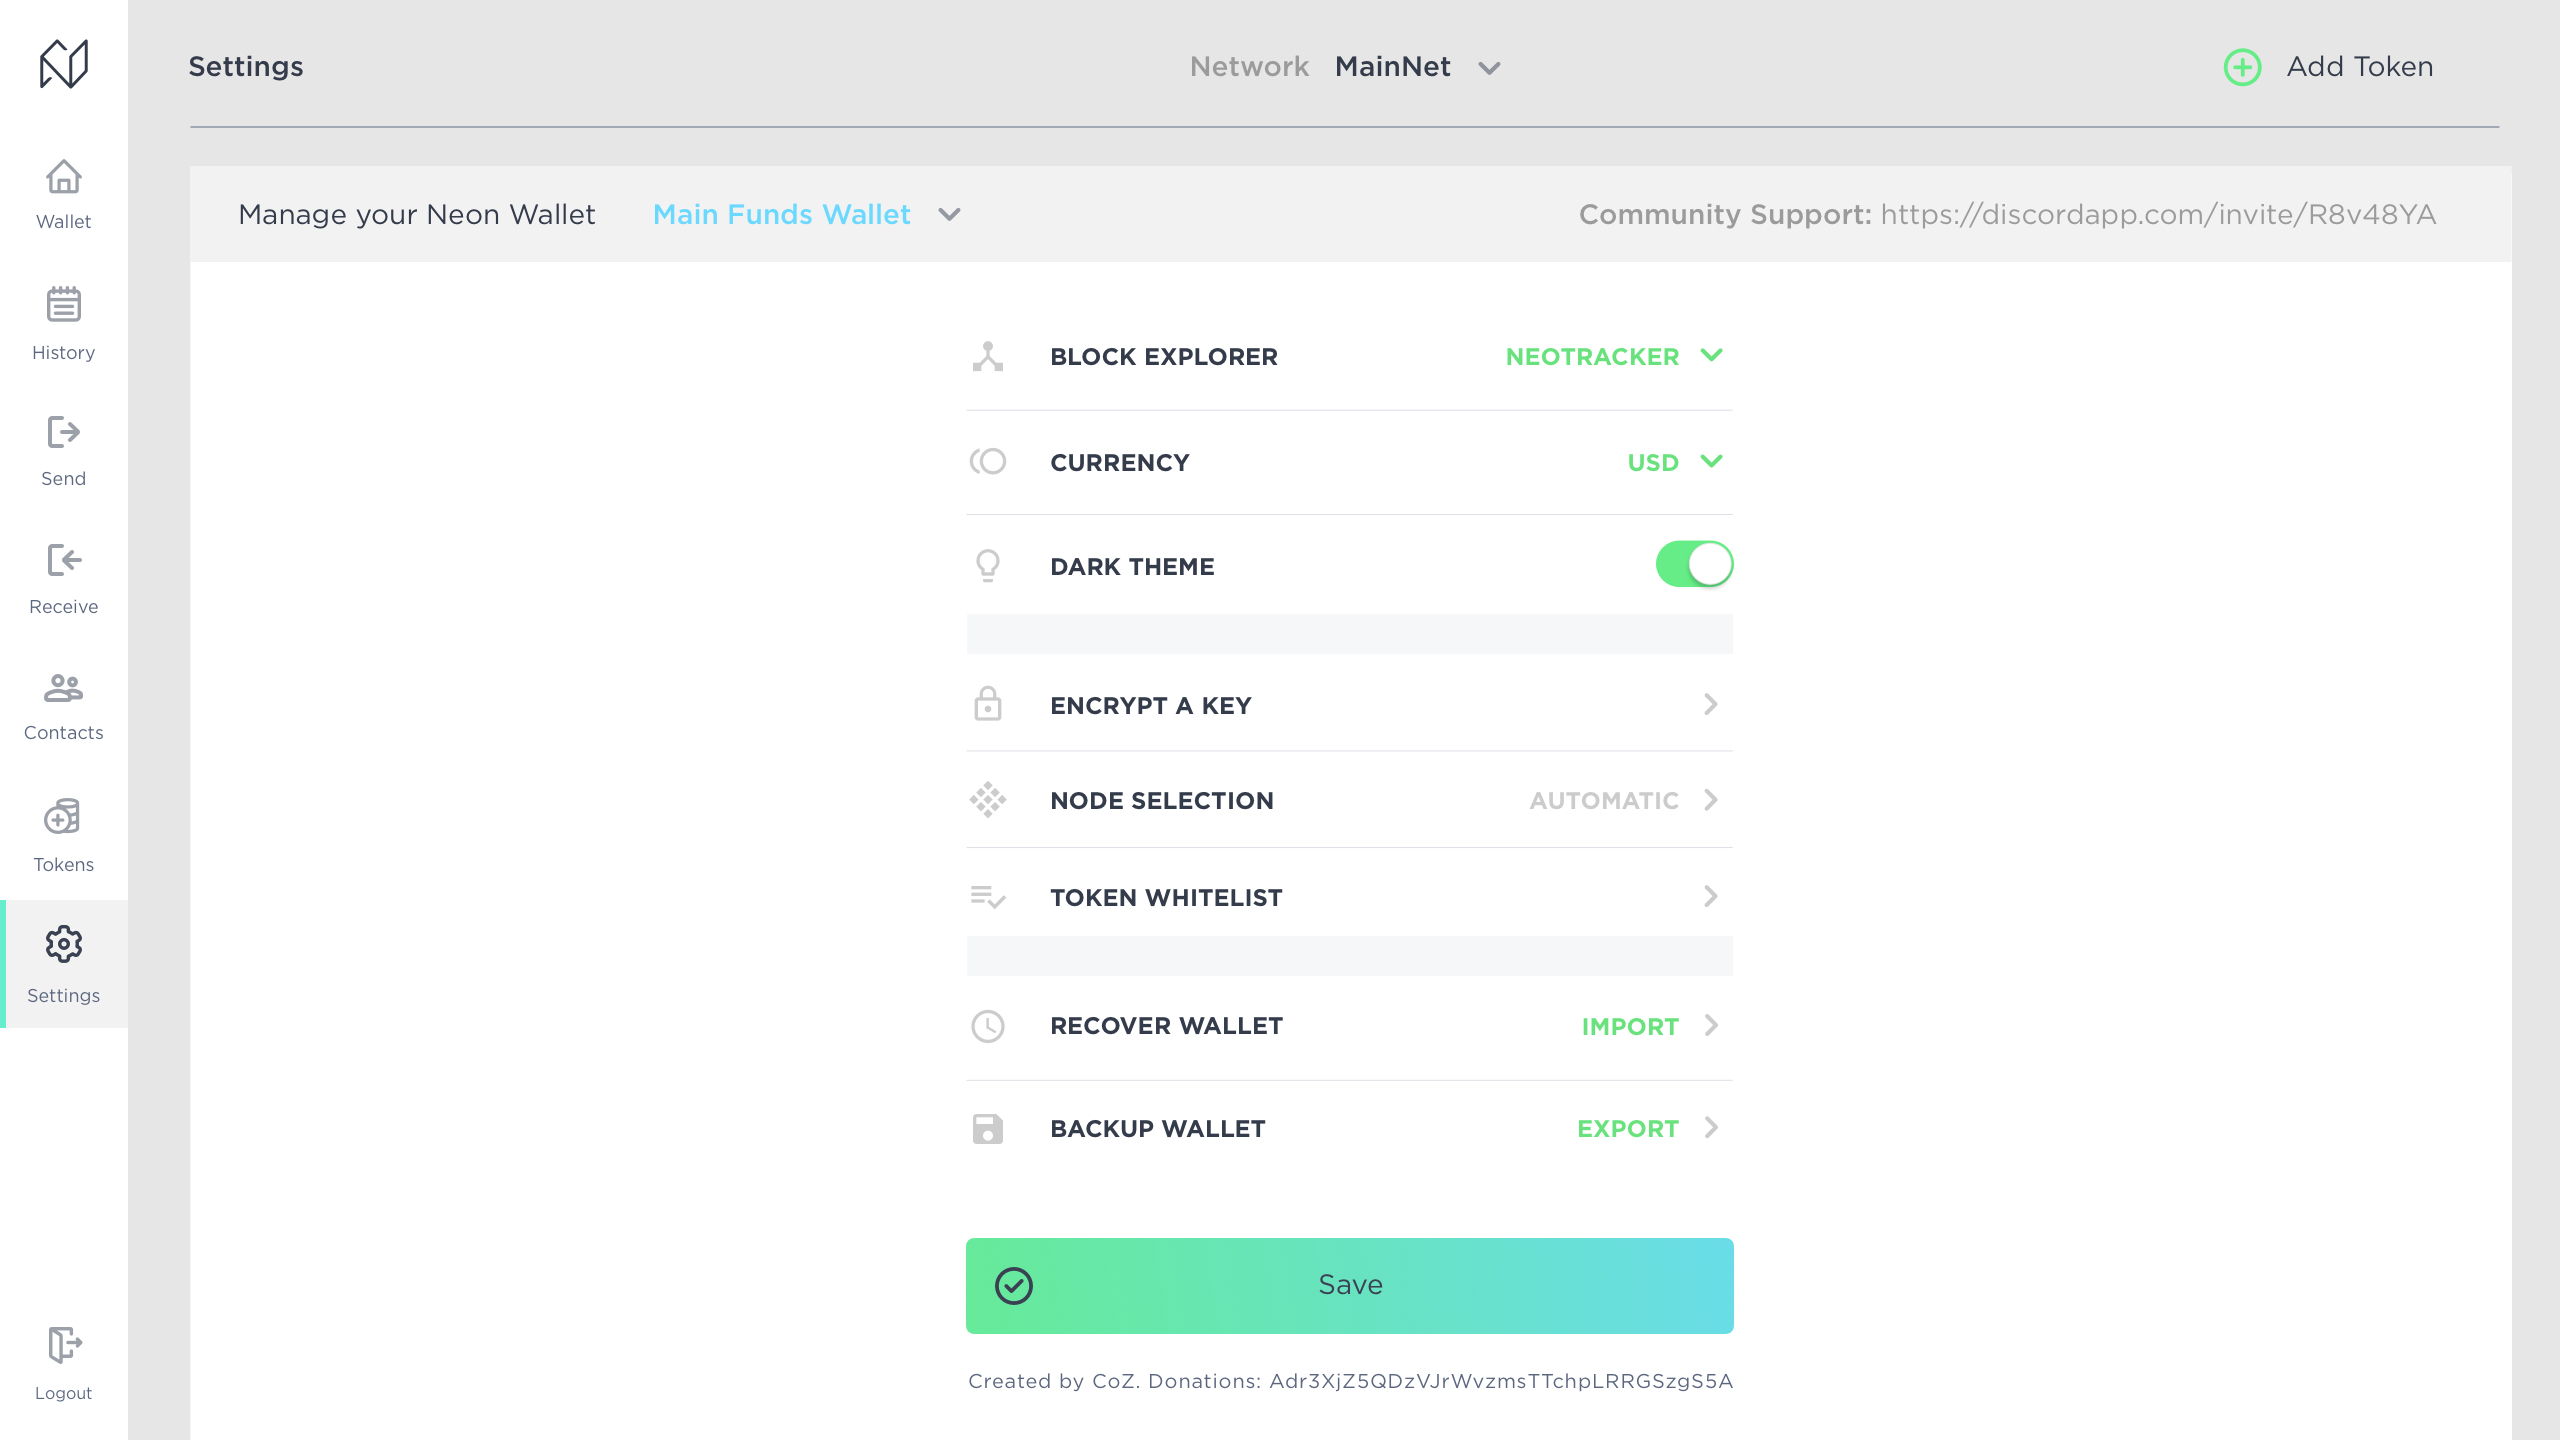 Settings
Network MainNet
Add Token
Wallet
History
Send
Receive
Contacts
Tokens
Settings
Logout
Manage your Neon Wallet Main Funds Wallet
Community Support: https://discordapp.com/invite/R8v48YA
BLOCK EXPLORER NEOTRACKER
CURRENCY USD
DARK THEME
ENCRYPT A KEY
NODE SELECTION AUTOMATIC
TOKEN WHITELIST
RECOVER WALLET IMPORT
BACKUP WALLET EXPORT
Save
Created by CoZ. Donations: Adr3XjZ5QDzVJrWvzmsTTchpLRRGSzgS5A